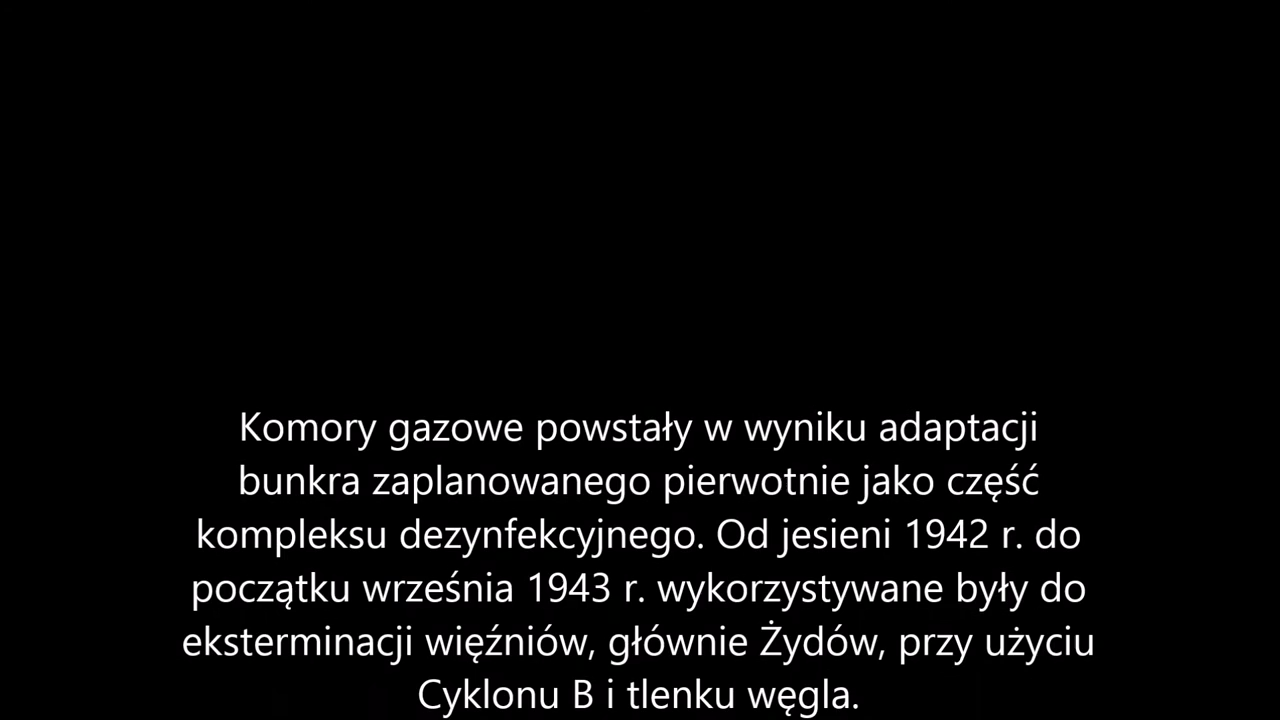 Komory gazowe powstały w wyniku adaptacji
bunkra zaplanowanego pierwotnie jako część
kompleksu dezynfekcyjnego. Od jesieni 1942 r. do
początku września 1943 r. wykorzystywane były do
eksterminacji więźniów, głównie Żydów, przy użyciu
Cyklonu B i tlenku węgla.